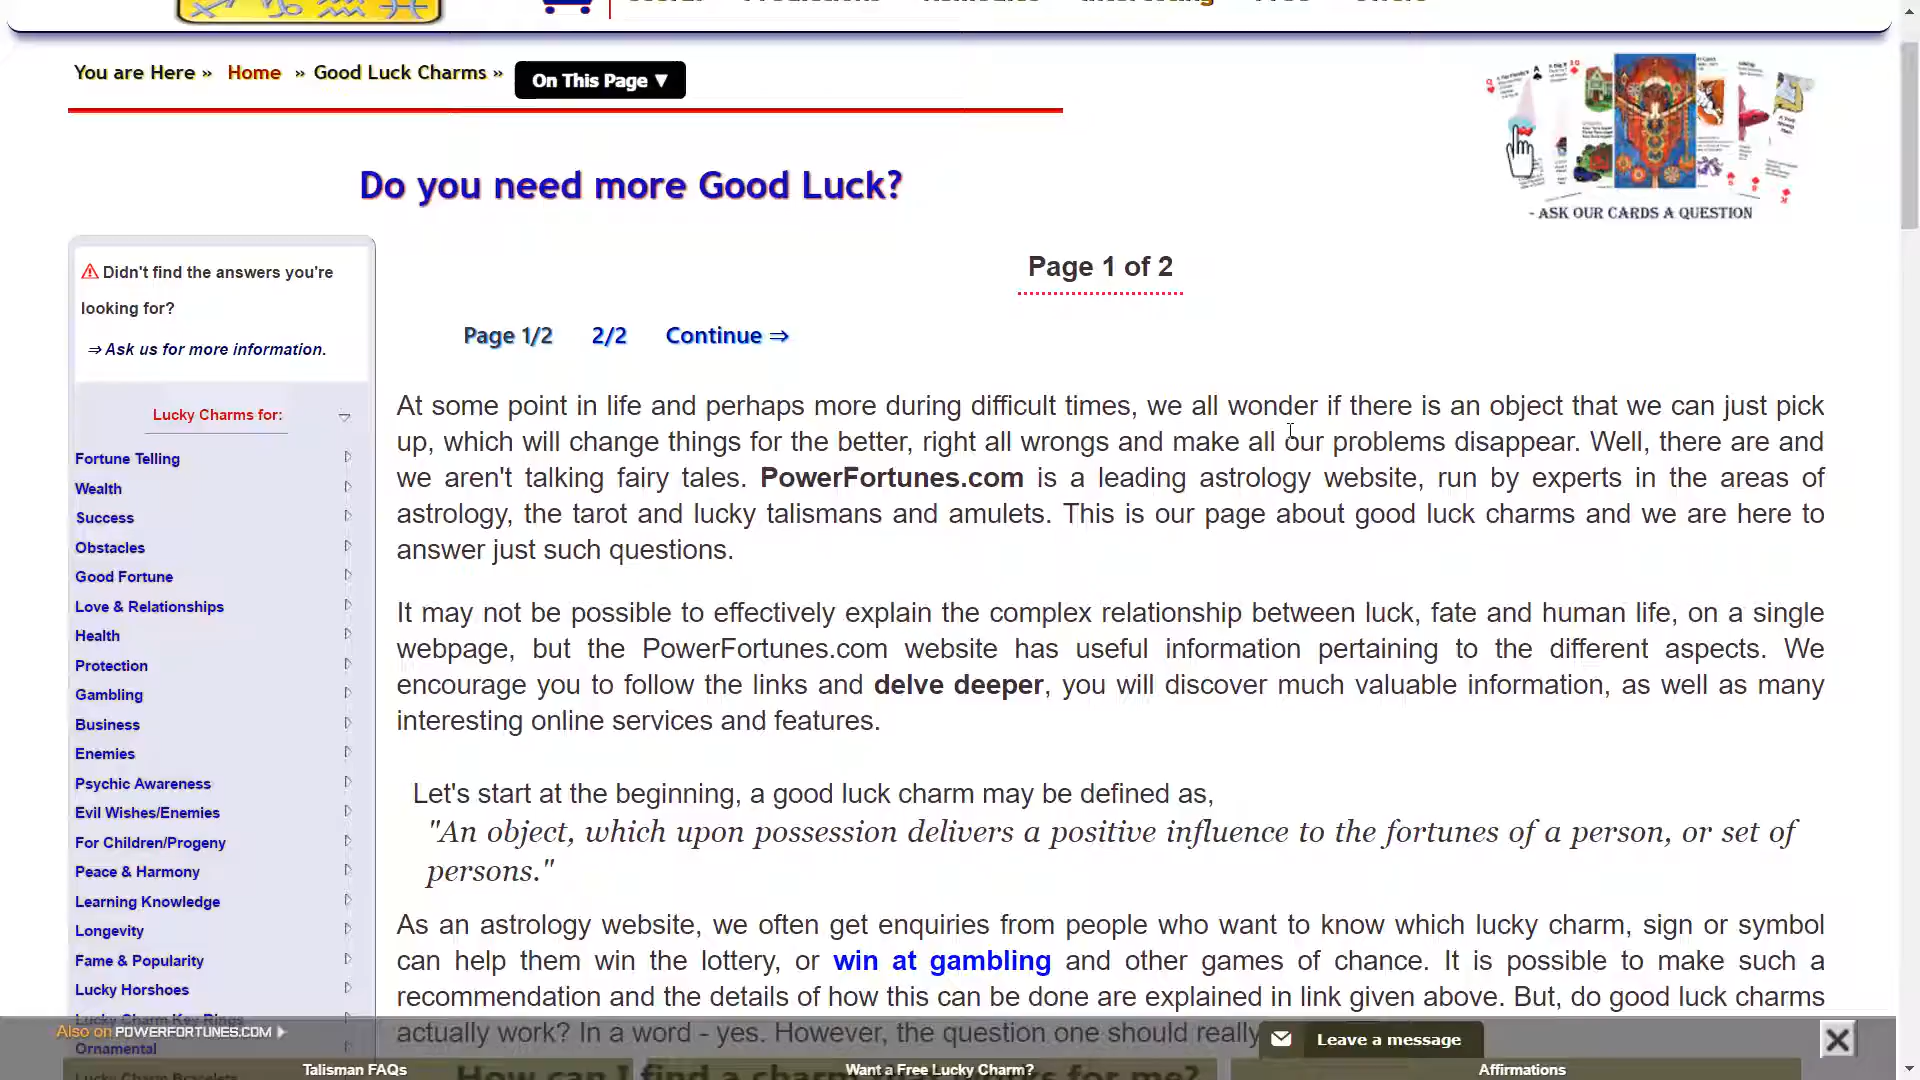 You are Here » Home » Good Luck Charms » On This Page ▼
- ASK OUR CARDS A QUESTION
Do you need more Good Luck?
Didn't find the answers you're
looking for?
⇒ Ask us for more information.
Lucky Charms for:
Fortune Telling
Wealth
Success
Obstacles
Good Fortune
Love & Relationships
Health
Protection
Gambling
Business
Enemies
Psychic Awareness
Evil Wishes/Enemies
For Children/Progeny
Peace & Harmony
Learning Knowledge
Longevity
Fame & Popularity
Lucky Horshoes
Lucky Charm Key Rings
Ornamental
Lucky Charm Bracelets
Page 1 of 2
Page 1/2 2/2 Continue ⇒
At some point in life and perhaps more during difficult times, we all wonder if there is an object that we can just pick
up, which will change things for the better, right all wrongs and make all our problems disappear. Well, there are and
we aren't talking fairy tales. PowerFortunes.com is a leading astrology website, run by experts in the areas of
astrology, the tarot and lucky talismans and amulets. This is our page about good luck charms and we are here to
answer just such questions.
It may not be possible to effectively explain the complex relationship between luck, fate and human life, on a single
webpage, but the PowerFortunes.com website has useful information pertaining to the different aspects. We
encourage you to follow the links and delve deeper, you will discover much valuable information, as well as many
interesting online services and features.
Let's start at the beginning, a good luck charm may be defined as,
"An object, which upon possession delivers a positive influence to the fortunes of a person, or set of
persons."
As an astrology website, we often get enquiries from people who want to know which lucky charm, sign or symbol
can help them win the lottery, or win at gambling and other games of chance. It is possible to make such a
recommendation and the details of how this can be done are explained in link given above. But, do good luck charms
actually work? In a word - yes. However, the question one should really
How can I find a charm that works for me?
Also on POWERFORTUNES.COM
Leave a message
Talisman FAQs
Want a Free Lucky Charm?
Affirmations